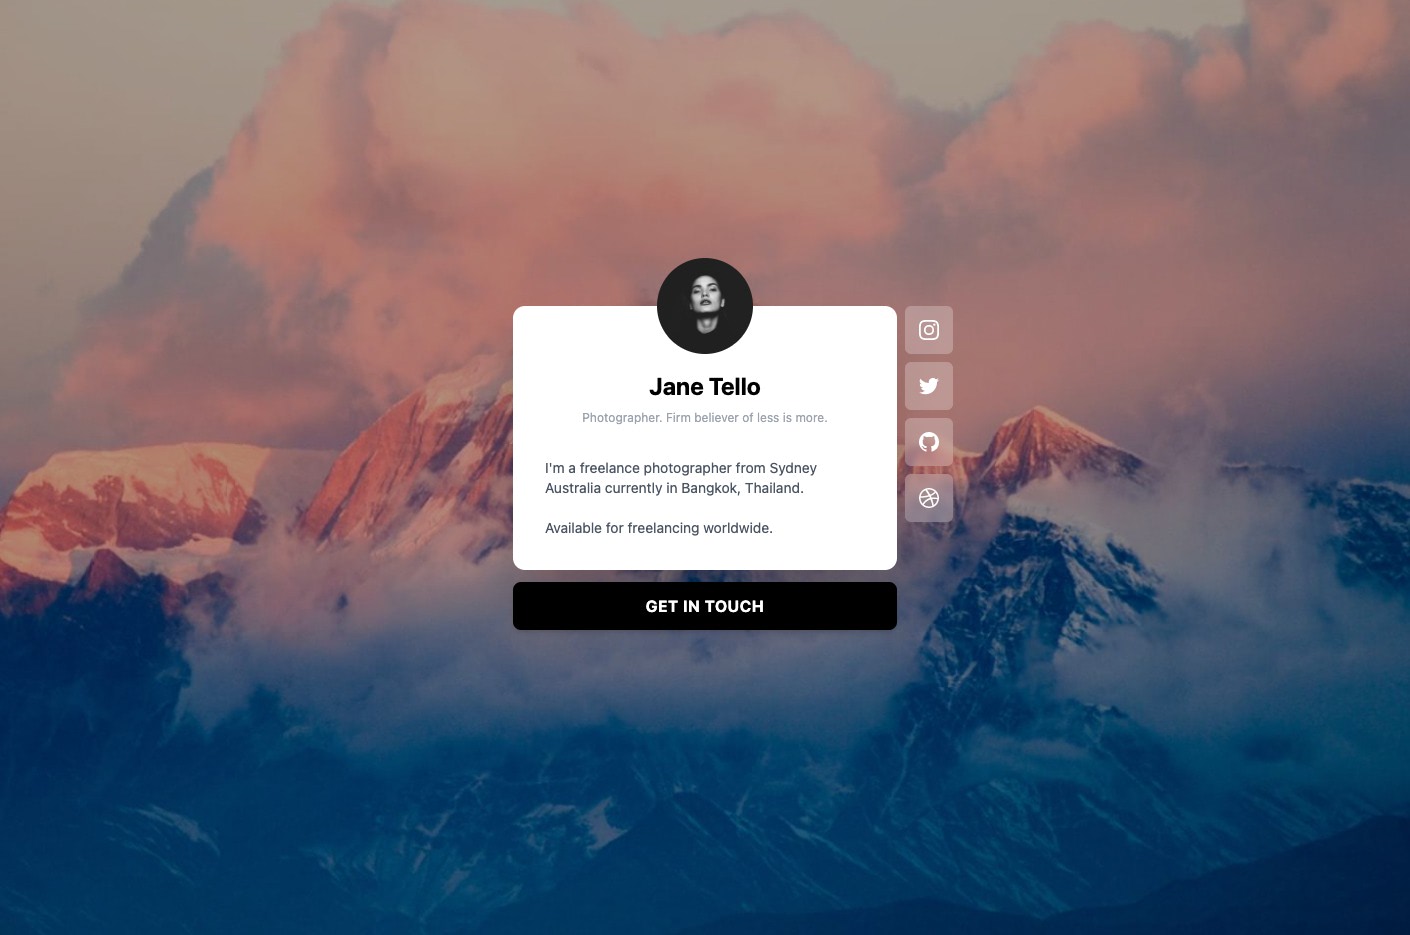 Jane Tello
Photographer. Firm believer of less is more.
I'm a freelance photographer from Sydney
Australia currently in Bangkok, Thailand.
Available for freelancing worldwide.
GET IN TOUCH